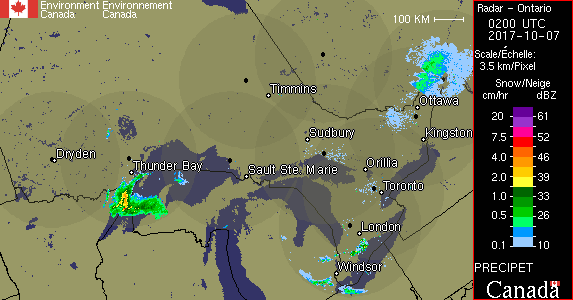 Environment Environnement
Canada Canada
100 KM
Timmins
Ottawa
Sudbury
Kingston
Dryden
Thunder Bay
Sault Ste. Marie
Orillia
Toronto
London
Windsor
Radar - Ontario
0200 UTC
2017-10-07
Scale/Échelle:
3.5 km/Pixel
Snow/Neige
cm/hr dBZ
20 61
7.5 52
4.0 46
2.0 39
1.0 33
0.5 26
0.1 10
PRECIPET
Canada